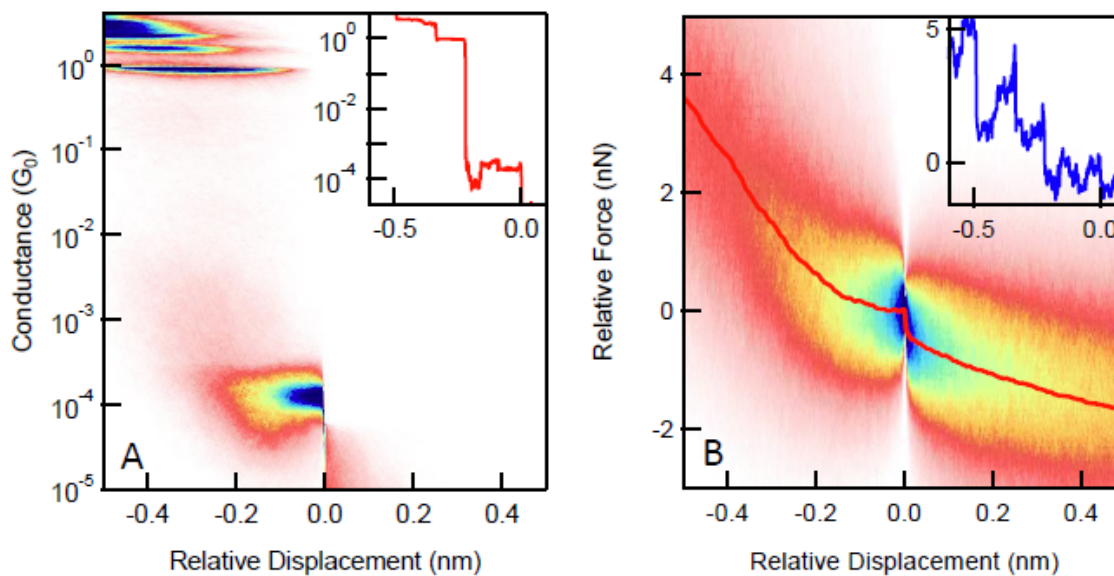 10⁰
10⁻¹
10⁻²
10⁻³
10⁻⁴
10⁻⁵
Conductance (G₀)
-0.4 -0.2 0.0 0.2 0.4
Relative Displacement (nm)
A
10⁰
10⁻²
10⁻⁴
-0.5 0.0
4
2
0
-2
Relative Force (nN)
-0.4 -0.2 0.0 0.2 0.4
Relative Displacement (nm)
B
5
0
-0.5 0.0